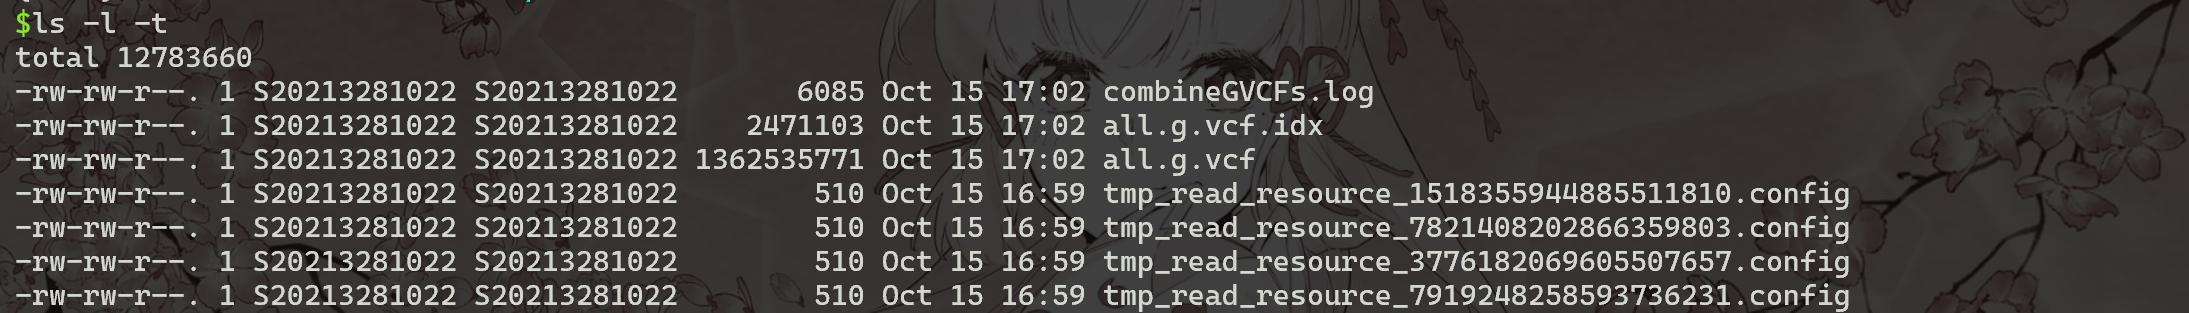 $ls -l -t
total 12783660
-rw-rw-r--. 1 S20213281022 S20213281022       6085 Oct 15 17:02 combineGVCFs.log
-rw-rw-r--. 1 S20213281022 S20213281022    2471103 Oct 15 17:02 all.g.vcf.idx
-rw-rw-r--. 1 S20213281022 S20213281022 1362535771 Oct 15 17:02 all.g.vcf
-rw-rw-r--. 1 S20213281022 S20213281022        510 Oct 15 16:59 tmp_read_resource_1518355944885511810.config
-rw-rw-r--. 1 S20213281022 S20213281022        510 Oct 15 16:59 tmp_read_resource_7821408202866359803.config
-rw-rw-r--. 1 S20213281022 S20213281022        510 Oct 15 16:59 tmp_read_resource_3776182069605507657.config
-rw-rw-r--. 1 S20213281022 S20213281022        510 Oct 15 16:59 tmp_read_resource_7919248258593736231.config